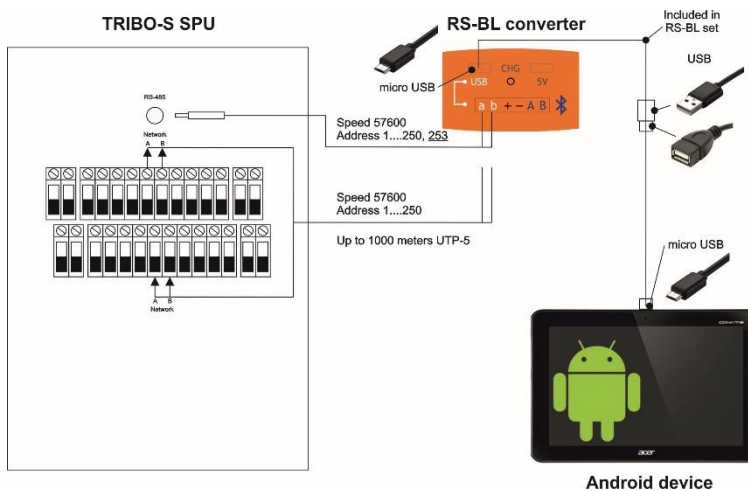 TRIBO-S SPU
RS-BL converter
Included in
RS-BL set
USB
micro USB
CHG
USB
5V
a b + − A B
RS-485
Network
A B
Speed 57600
Address 1....250, 253
Speed 57600
Address 1....250
Up to 1000 meters UTP-5
A B
Network
micro USB
acer
Android device